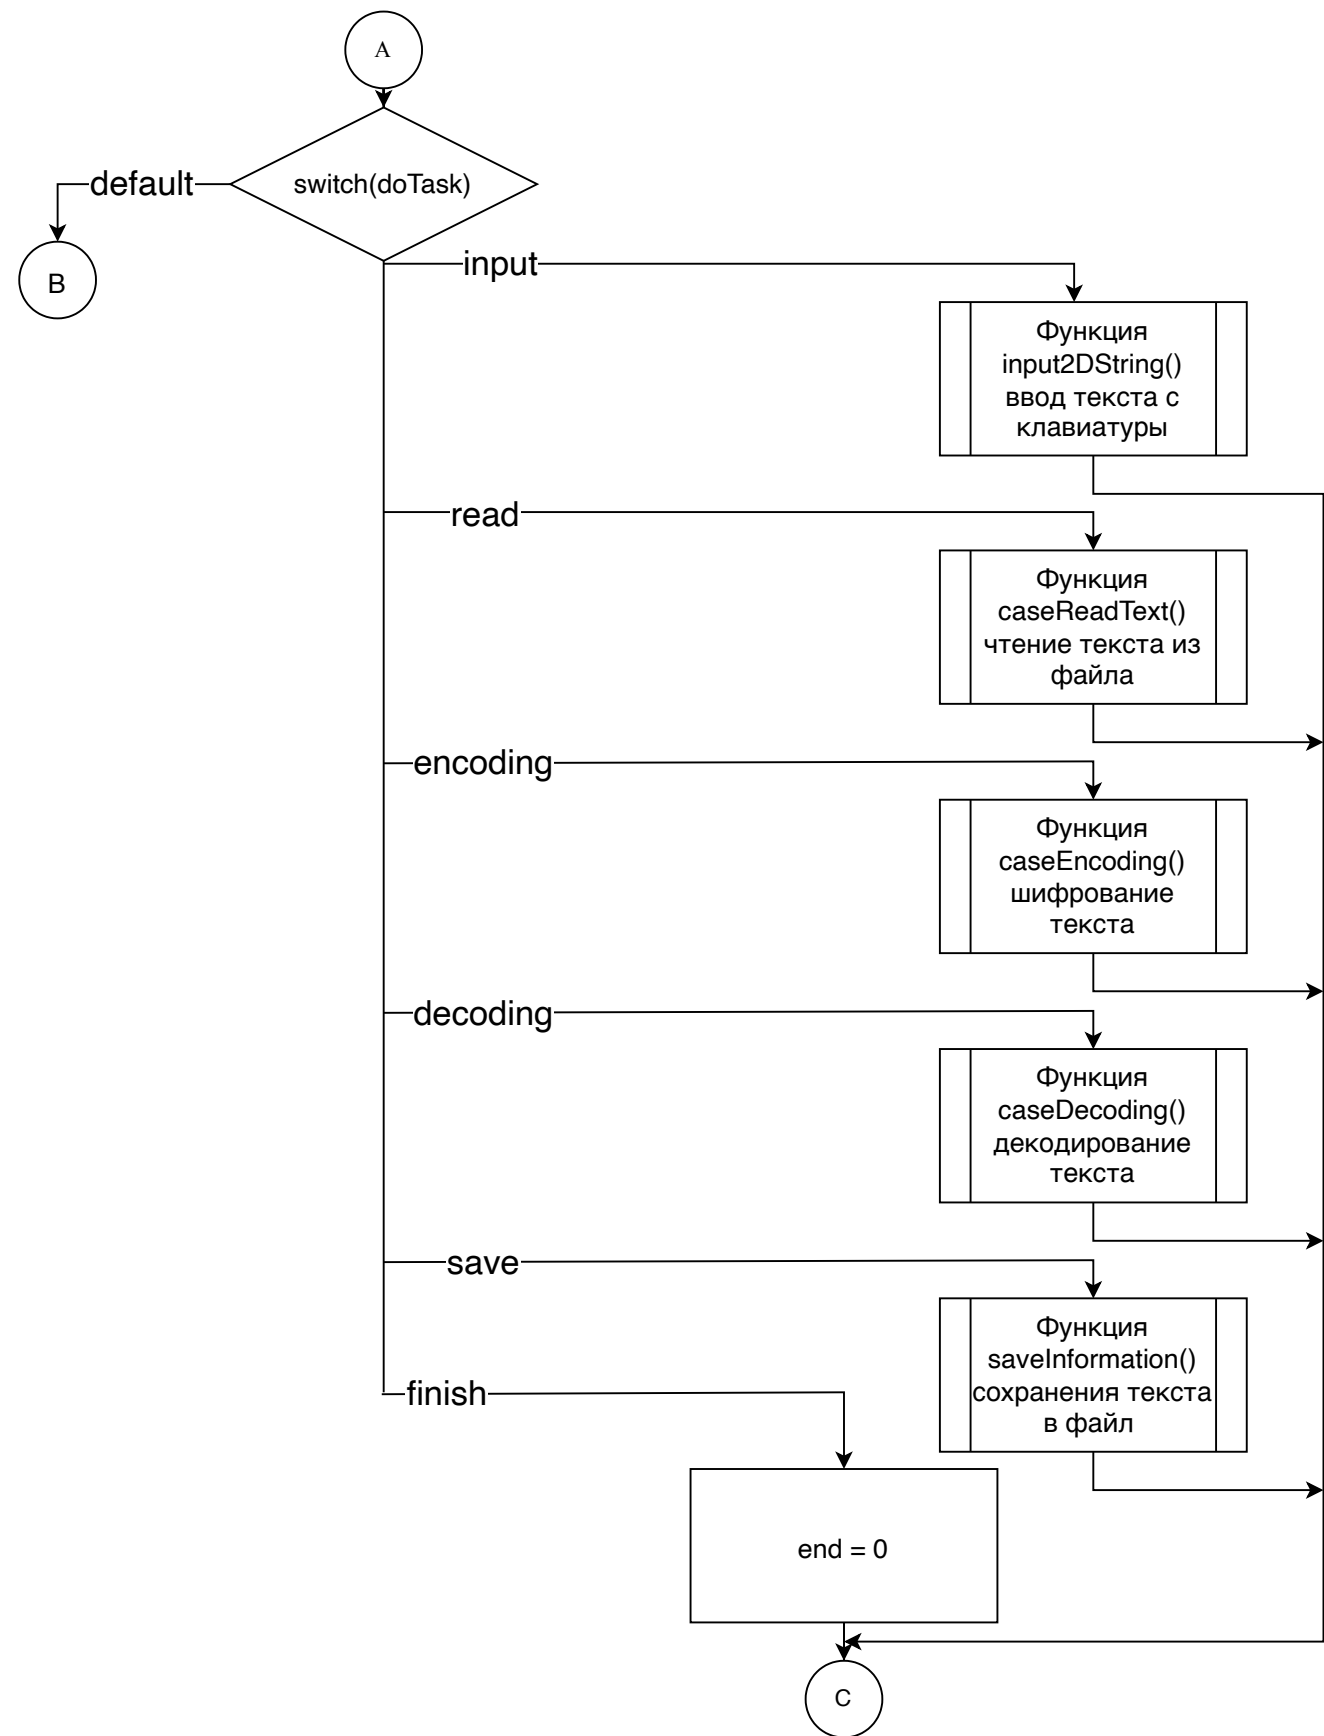 A
switch(doTask)
default
B
input
Функция
input2DString()
ввод текста с
клавиатуры
read
Функция
caseReadText()
чтение текста из
файла
encoding
Функция
caseEncoding()
шифрование
текста
decoding
Функция
caseDecoding()
декодирование
текста
save
Функция
saveInformation()
сохранения текста
в файл
finish
end = 0
C